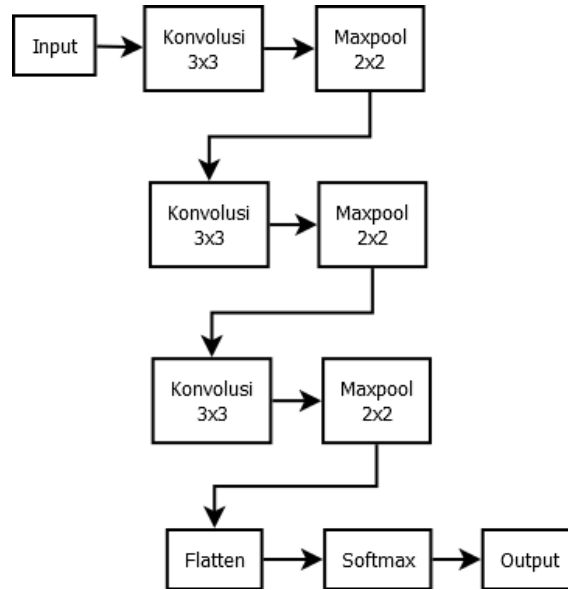 Input
Konvolusi
3x3
Maxpool
2x2
Konvolusi
3x3
Maxpool
2x2
Konvolusi
3x3
Maxpool
2x2
Flatten
Softmax
Output